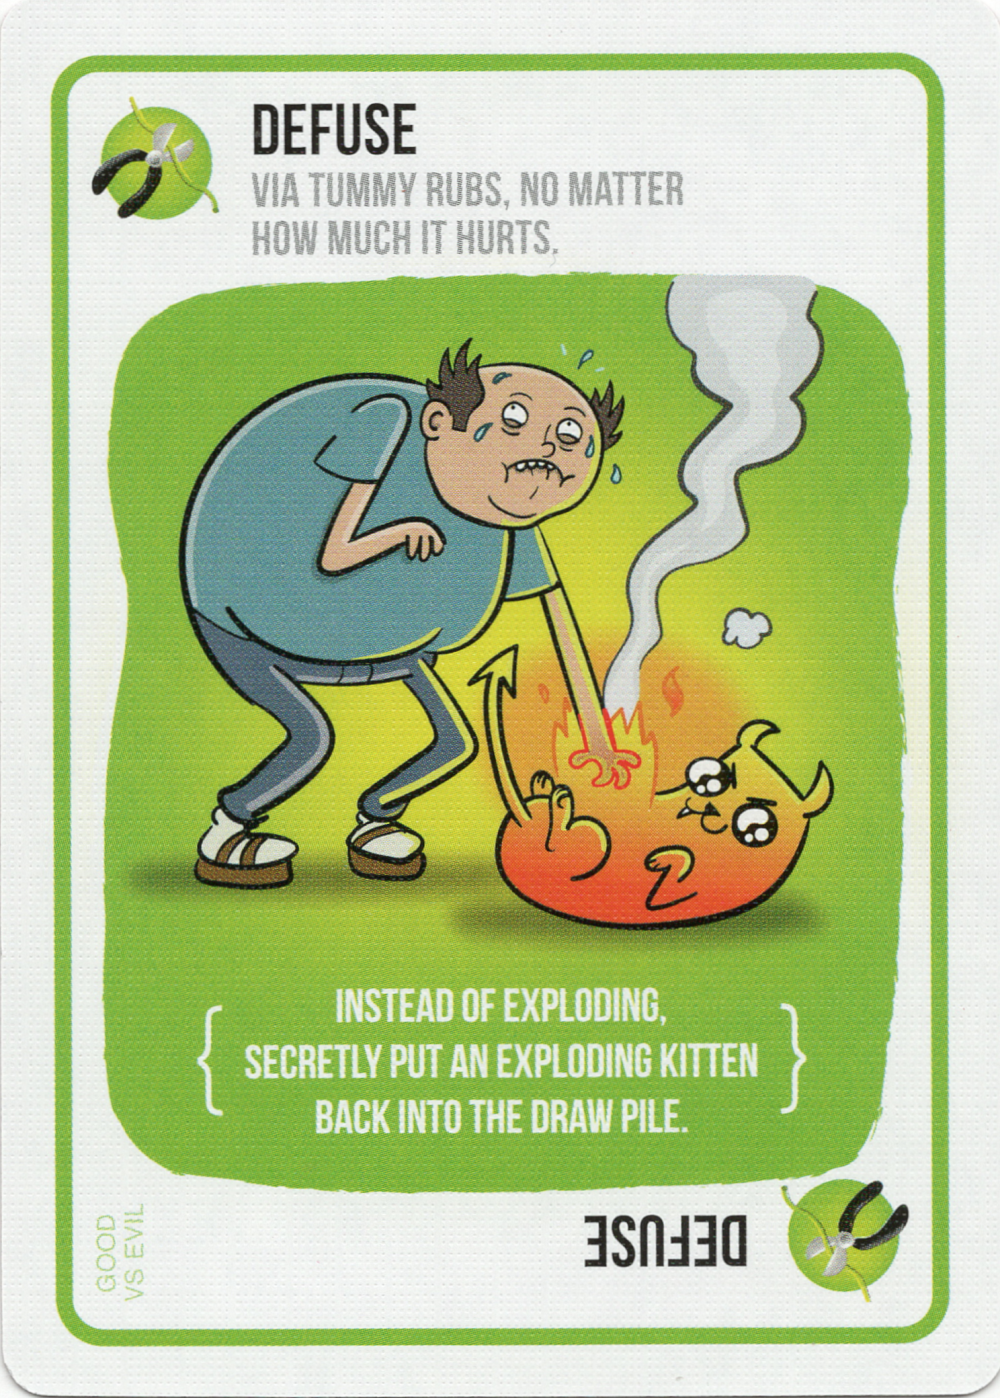 DEFUSE
VIA TUMMY RUBS, NO MATTER
HOW MUCH IT HURTS.
INSTEAD OF EXPLODING,
SECRETLY PUT AN EXPLODING KITTEN
BACK INTO THE DRAW PILE.
GOOD
VS EVIL
DEFUSE